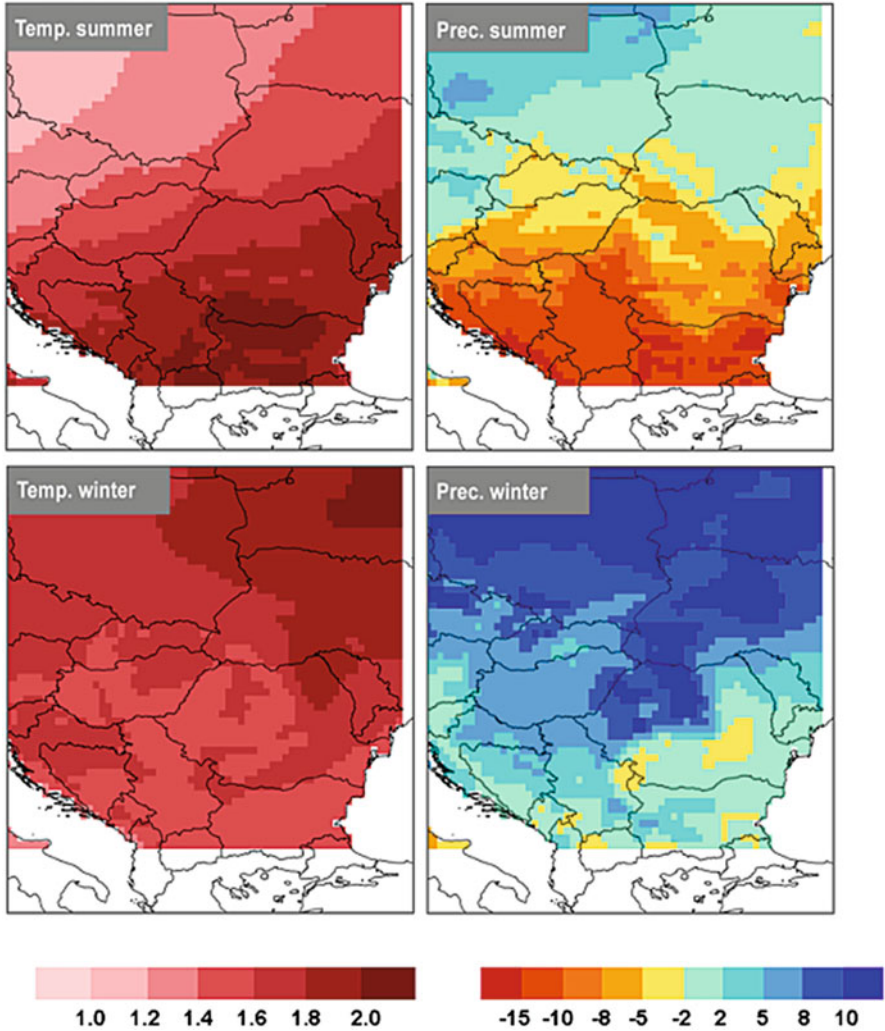 Temp. summer
Prec. summer
Temp. winter
Prec. winter
1.0 1.2 1.4 1.6 1.8 2.0
-15 -10 -8 -5 -2 2 5 8 10